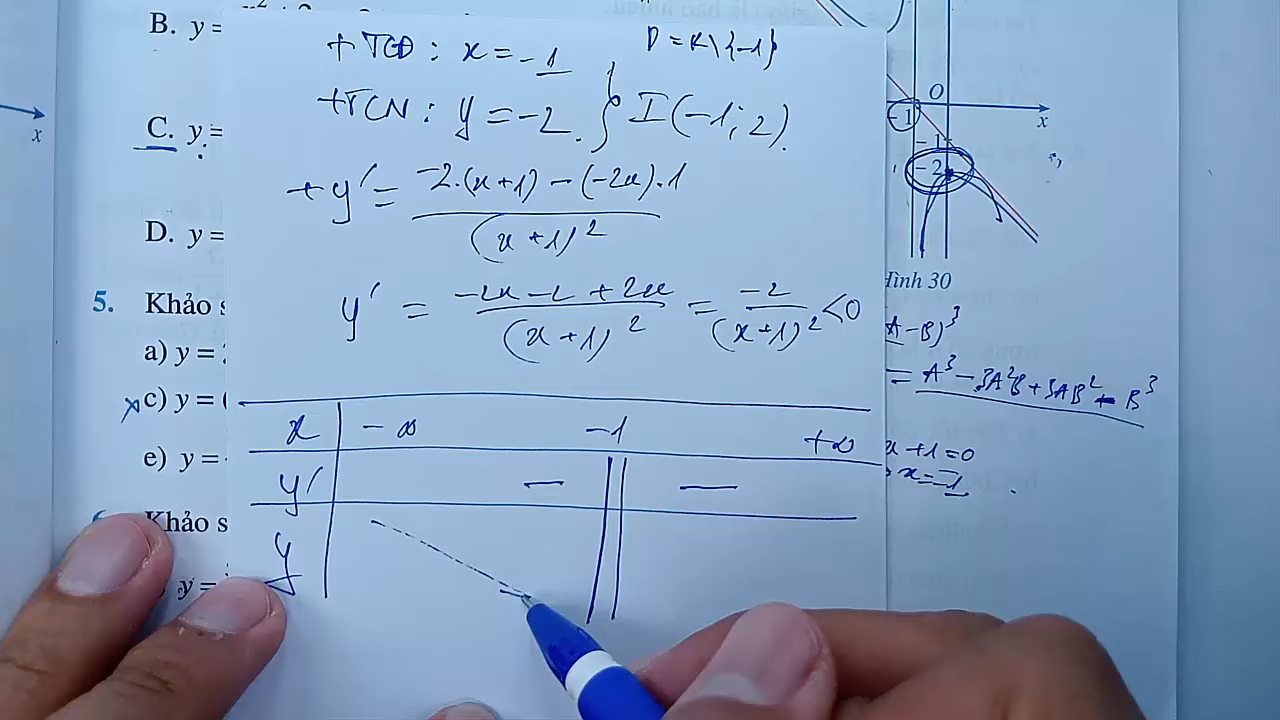 B. y =
C. y =
D. y =
5. Khảo s
a) y =
c) y = (
e) y =
Khảo s
y =
x
+ TCĐ : x = -1
D = R\{-1}
+ TCN : y = -2. } I(-1; 2).
+ y' = -2.(x+1) - (-2x).1 / (x+1)²
y' = -2x - 2 + 2x / (x+1)² = -2 / (x+1)² < 0
x -∞ -1 +∞
y' — —
y
O
-1
x
-1
-2
Hình 30
A - B)³
= A³ - 3A²B + 3AB² - B³
x + 1 = 0
x = -1